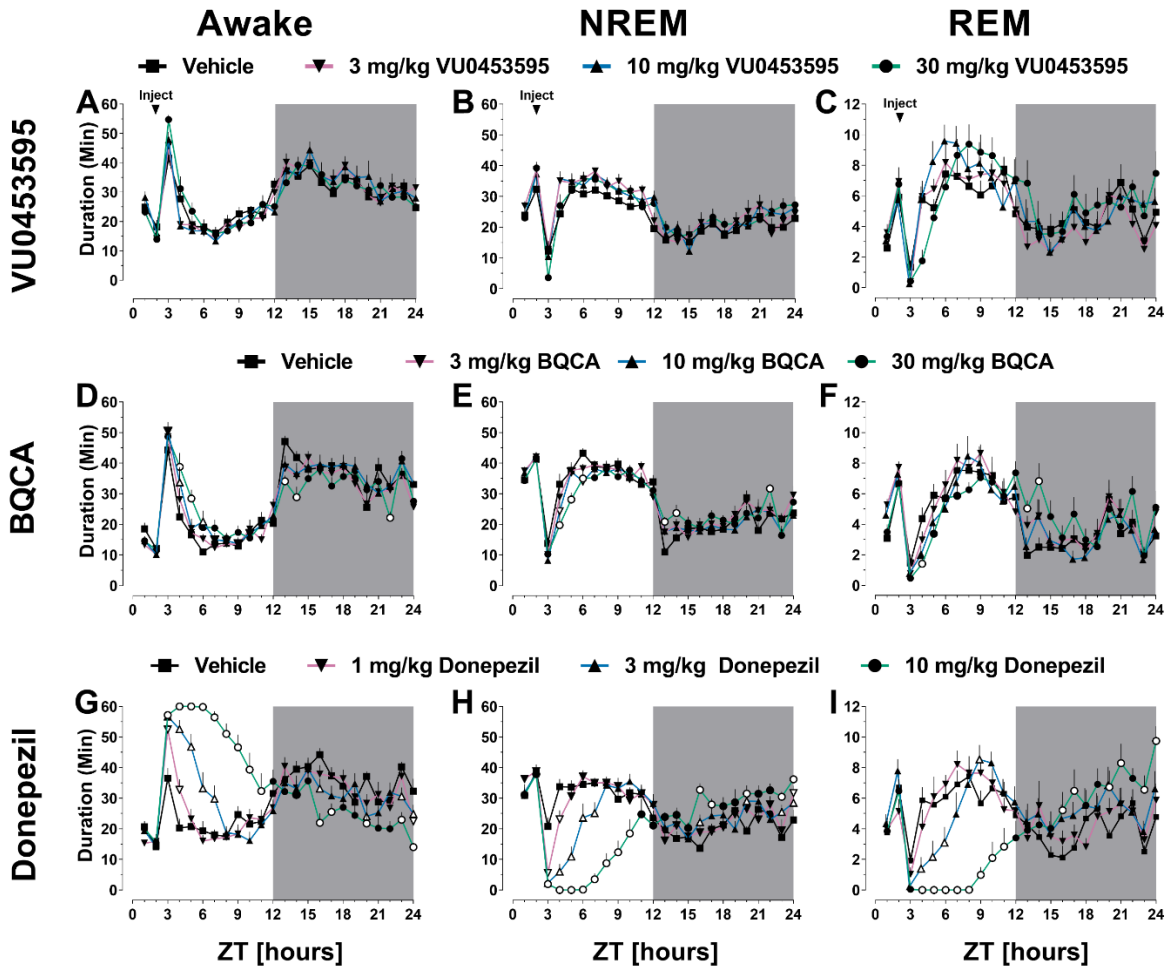 Awake NREM REM
Vehicle 3 mg/kg VU0453595 10 mg/kg VU0453595 30 mg/kg VU0453595
VU0453595
A Inject B Inject C Inject
Duration (Min)
60 50 40 30 20 10 0
60 50 40 30 20 10 0
12 10 8 6 4 2 0
0 3 6 9 12 15 18 21 24
0 3 6 9 12 15 18 21 24
0 3 6 9 12 15 18 21 24
Vehicle 3 mg/kg BQCA 10 mg/kg BQCA 30 mg/kg BQCA
BQCA
D E F
Duration (Min)
60 50 40 30 20 10 0
60 50 40 30 20 10 0
12 10 8 6 4 2 0
0 3 6 9 12 15 18 21 24
0 3 6 9 12 15 18 21 24
0 3 6 9 12 15 18 21 24
Vehicle 1 mg/kg Donepezil 3 mg/kg Donepezil 10 mg/kg Donepezil
Donepezil
G H I
Duration (Min)
60 50 40 30 20 10 0
60 50 40 30 20 10 0
12 10 8 6 4 2 0
0 3 6 9 12 15 18 21 24
0 3 6 9 12 15 18 21 24
0 3 6 9 12 15 18 21 24
ZT [hours] ZT [hours] ZT [hours]